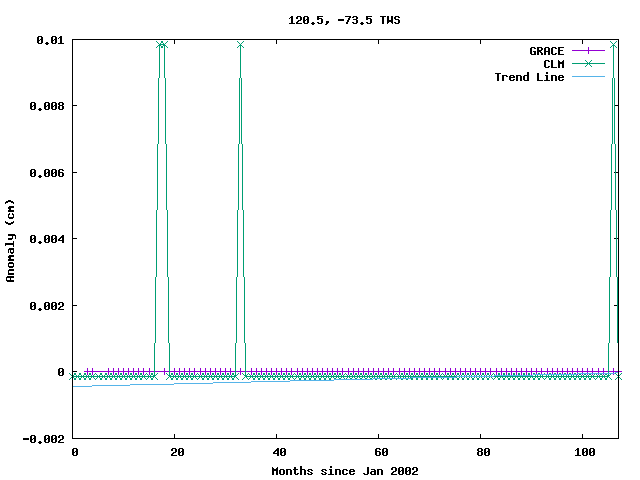 120.5, -73.5 TWS
GRACE
CLM
Trend Line
0.01
0.008
0.006
0.004
0.002
0
-0.002
Anomaly (cm)
0 20 40 60 80 100
Months since Jan 2002